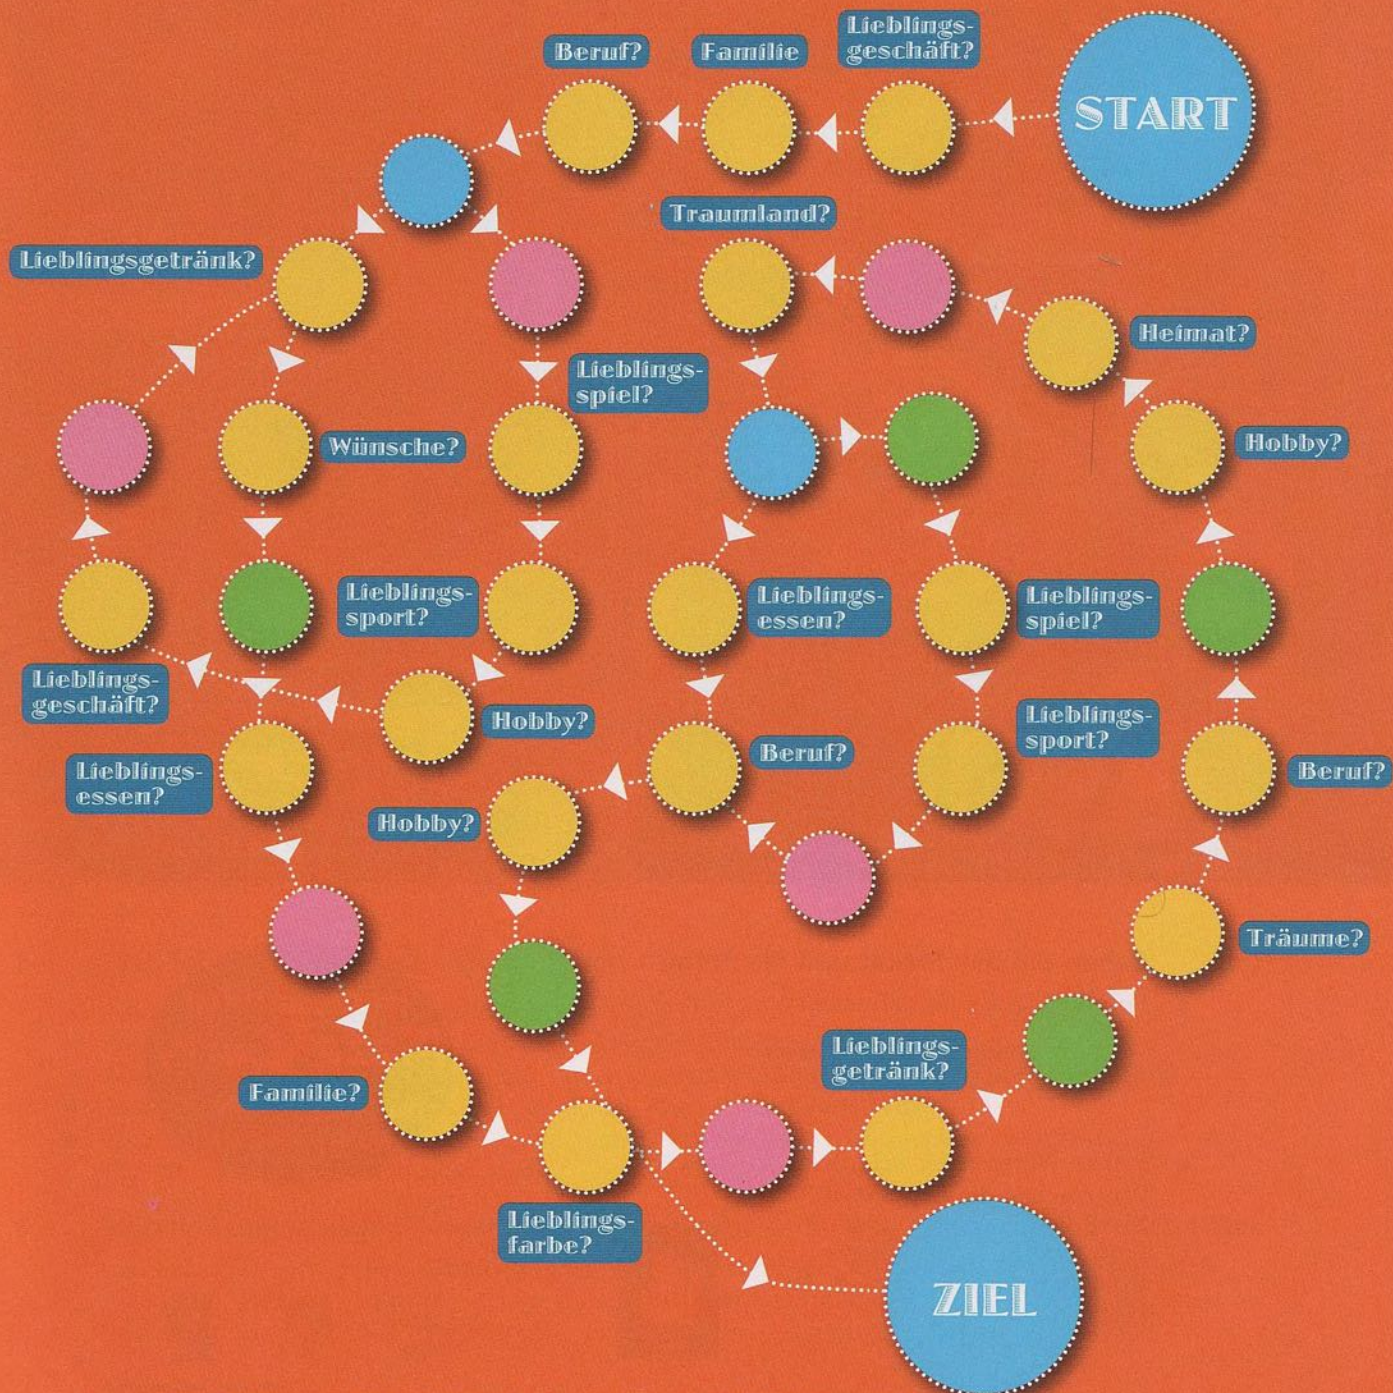 Lieblings-
geschäft?
Familie
Beruf?
START
Traumland?
Lieblingsgetränk?
Heimat?
Lieblings-
spiel?
Wünsche?
Hobby?
Lieblings-
sport?
Lieblings-
essen?
Lieblings-
spiel?
Lieblings-
geschäft?
Hobby?
Lieblings-
sport?
Beruf?
Lieblings-
essen?
Beruf?
Hobby?
Träume?
Lieblings-
getränk?
Familie?
Lieblings-
farbe?
ZIEL